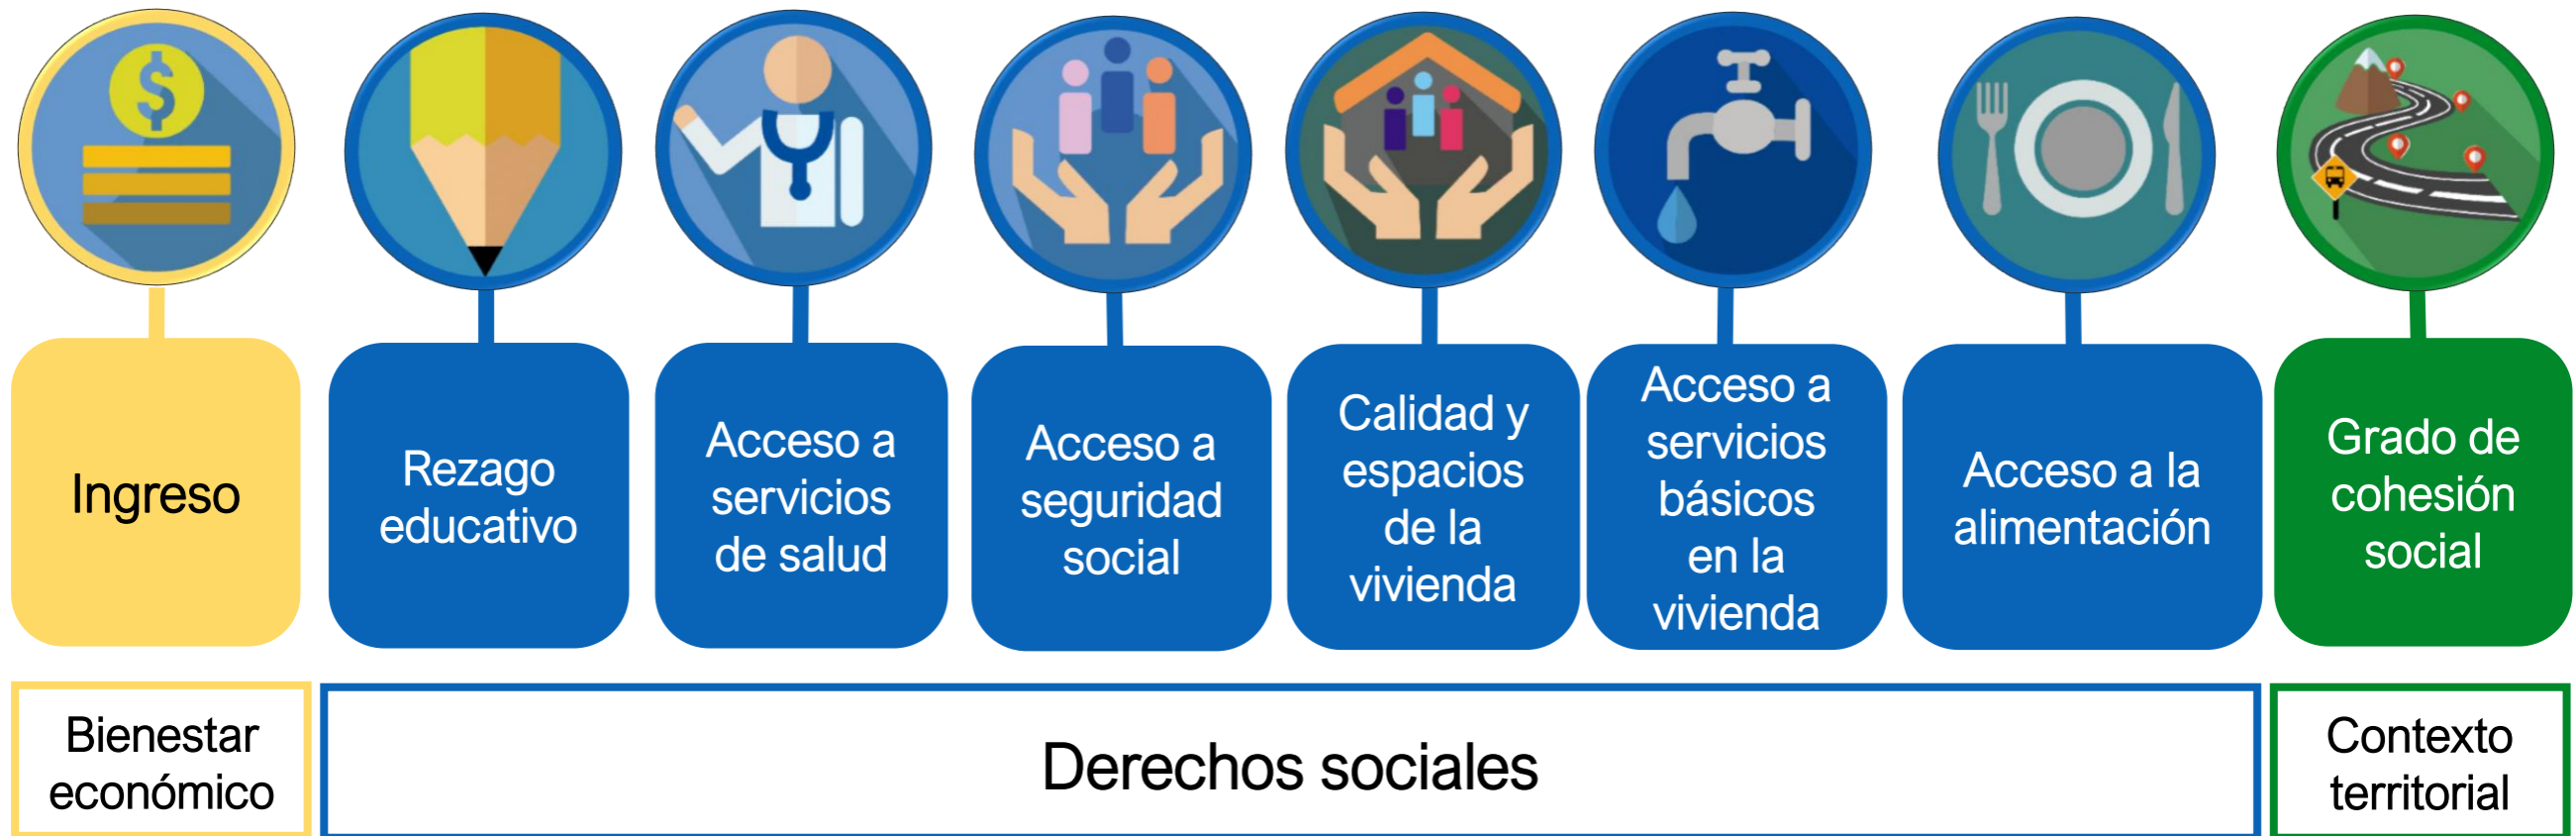 $
Ingreso
Rezago
educativo
Acceso a
servicios
de salud
Acceso a
seguridad
social
Calidad y
espacios
de la
vivienda
Acceso a
servicios
básicos
en la
vivienda
Acceso a la
alimentación
Grado de
cohesión
social
Bienestar
económico
Derechos sociales
Contexto
territorial